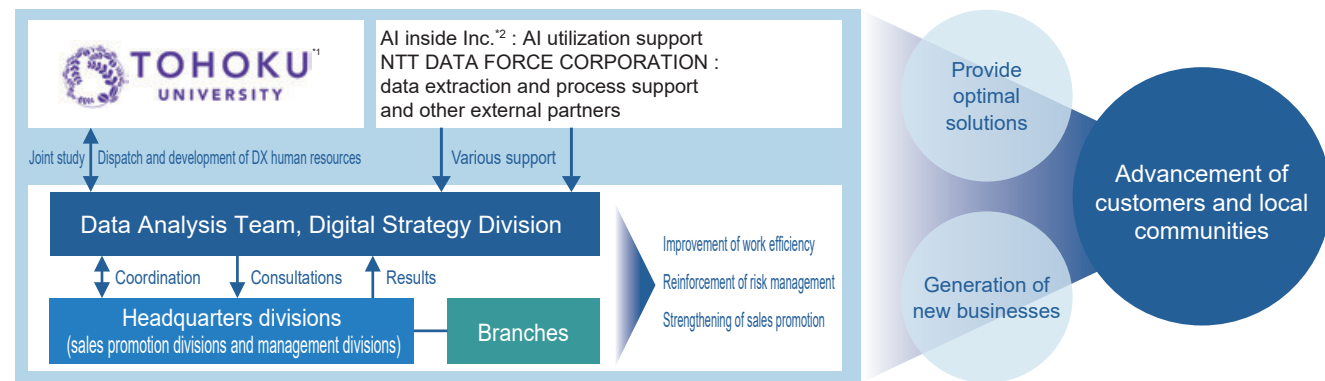 TOHOKU*1
UNIVERSITY
AI inside Inc.*2 : AI utilization support
NTT DATA FORCE CORPORATION :
data extraction and process support
and other external partners
Joint study
Dispatch and development of DX human resources
Various support
Data Analysis Team, Digital Strategy Division
Coordination
Consultations
Results
Headquarters divisions
(sales promotion divisions and management divisions)
Branches
Improvement of work efficiency
Reinforcement of risk management
Strengthening of sales promotion
Provide
optimal
solutions
Generation of
new businesses
Advancement of
customers and local
communities